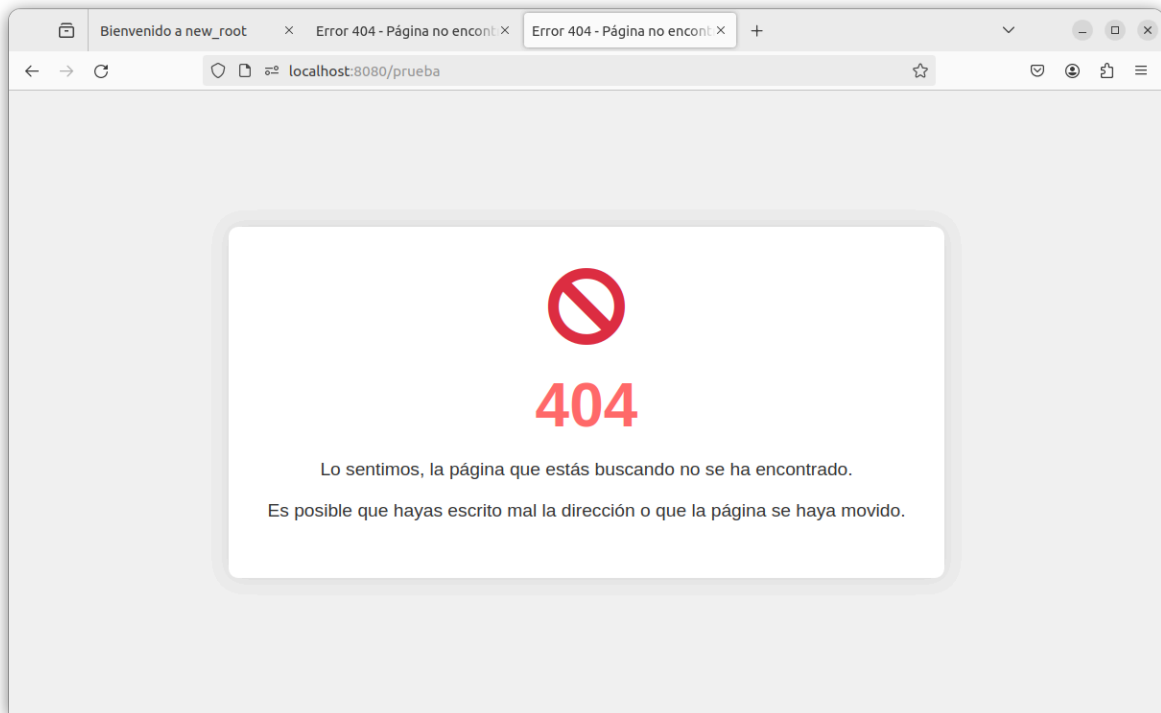 Bienvenido a new_root
Error 404 - Página no encont
Error 404 - Página no encont
localhost:8080/prueba
404
Lo sentimos, la página que estás buscando no se ha encontrado.
Es posible que hayas escrito mal la dirección o que la página se haya movido.